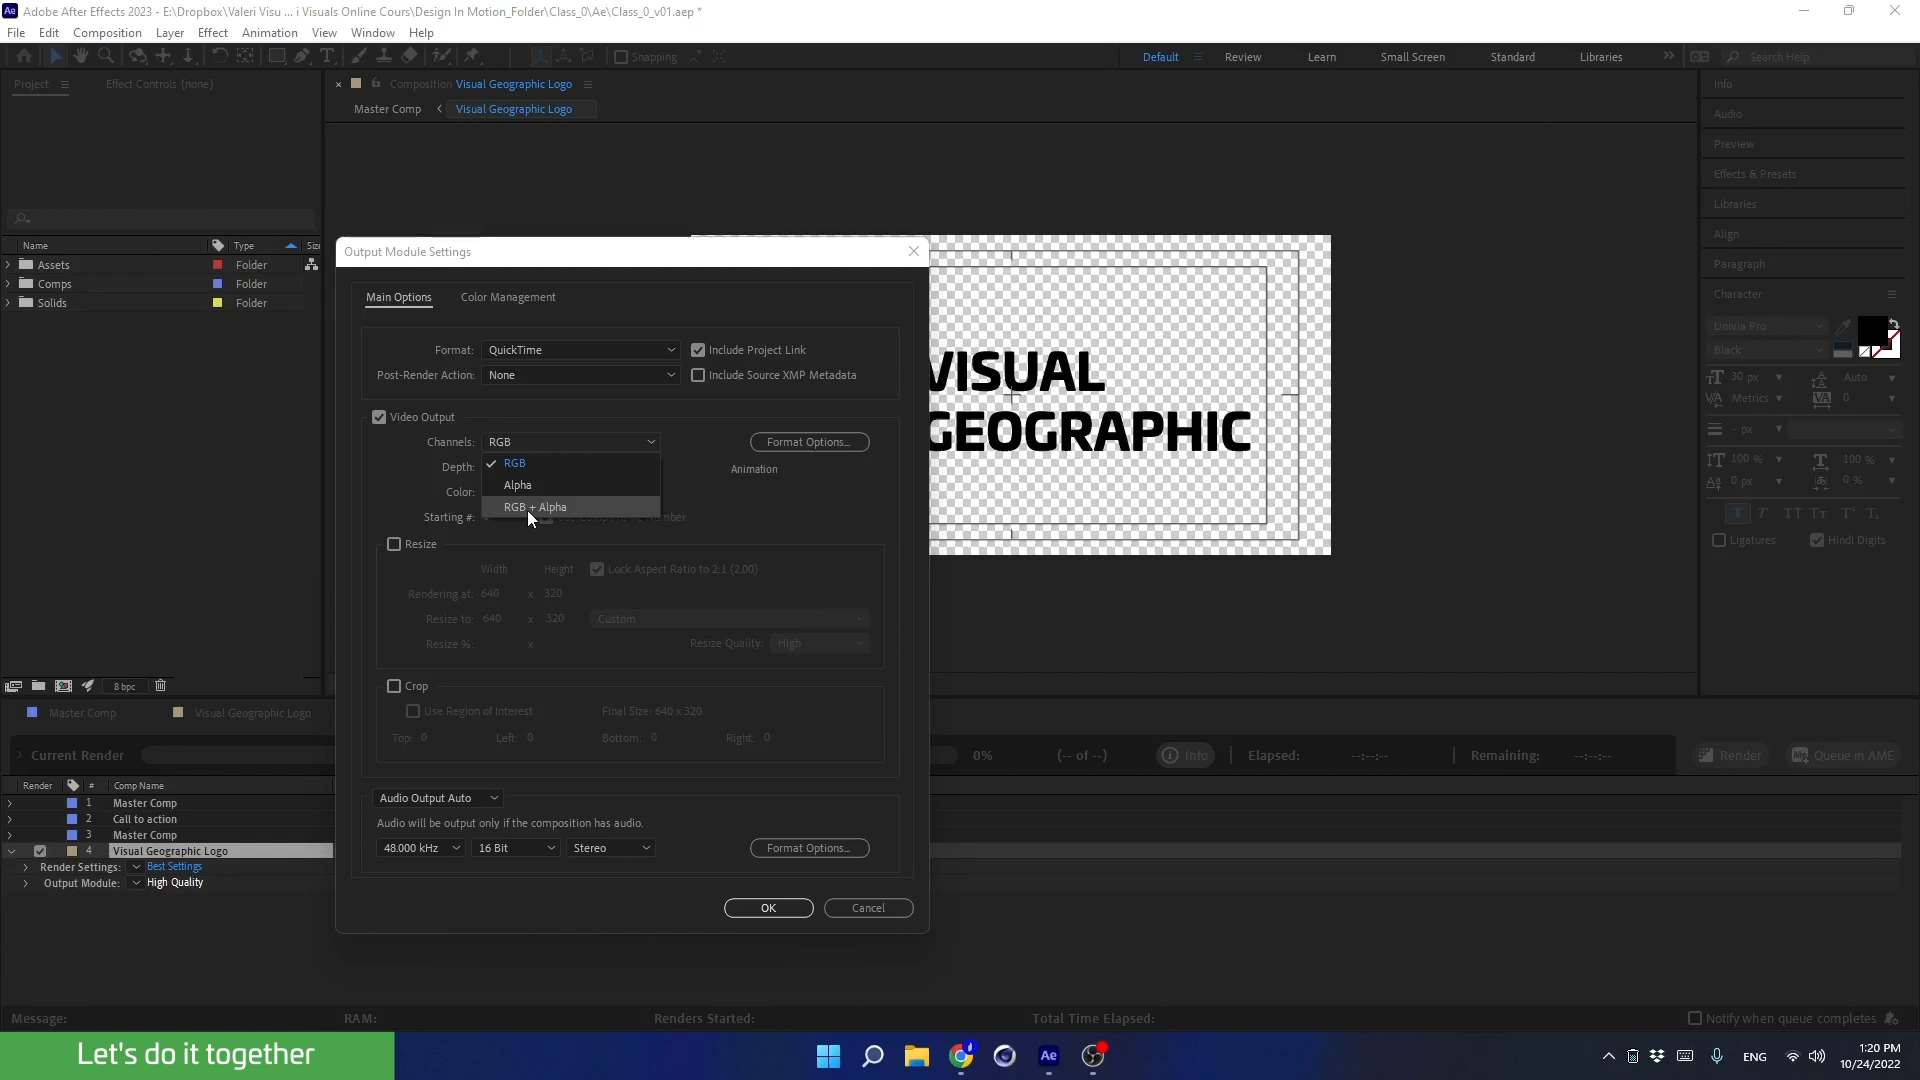 Ae Adobe After Effects 2023 - E:\Dropbox\Valeri Visu ... i Visuals Online Cours\Design In Motion_Folder\Class_0\Ae\Class_0_v01.aep *
File Edit Composition Layer Effect Animation View Window Help
Snapping Default Review Learn Small Screen Standard Libraries Search Help
Project Effect Controls (none)
Composition Visual Geographic Logo
Master Comp Visual Geographic Logo
Name Type Size
Assets Folder
Comps Folder
Solids Folder
8 bpc
Output Module Settings
Main Options Color Management
Format: QuickTime Include Project Link
Post-Render Action: None Include Source XMP Metadata
Video Output
Channels: RGB Format Options...
RGB
Depth: Animation
Alpha
Color:
RGB + Alpha
Starting #:
Resize
Width Height Lock Aspect Ratio to 2:1 (2.00)
Rendering at: 640 x 320
Resize to: 640 x 320 Custom
Resize %: x Resize Quality: High
Crop
Use Region of Interest Final Size: 640 x 320
Top: 0 Left: 0 Bottom: 0 Right: 0
Audio Output Auto
Audio will be output only if the composition has audio.
48.000 kHz 16 Bit Stereo Format Options...
OK Cancel
VISUAL
GEOGRAPHIC
Info
Audio
Preview
Effects & Presets
Libraries
Align
Paragraph
Character
Univia Pro
Black
30 px Auto
Metrics 0
- px
100 % 100 %
0 px 0 %
T T TT Tt T' T,
Ligatures Hindi Digits
Master Comp Visual Geographic Logo
Current Render 0% (-- of --) Info Elapsed: --:--:-- Remaining: --:--:-- Render Queue in AME
Render # Comp Name
1 Master Comp
2 Call to action
3 Master Comp
4 Visual Geographic Logo
Render Settings: Best Settings
Output Module: High Quality
Message: RAM: Renders Started: Total Time Elapsed: Notify when queue completes
Let's do it together
Ae
ENG
1:20 PM
10/24/2022